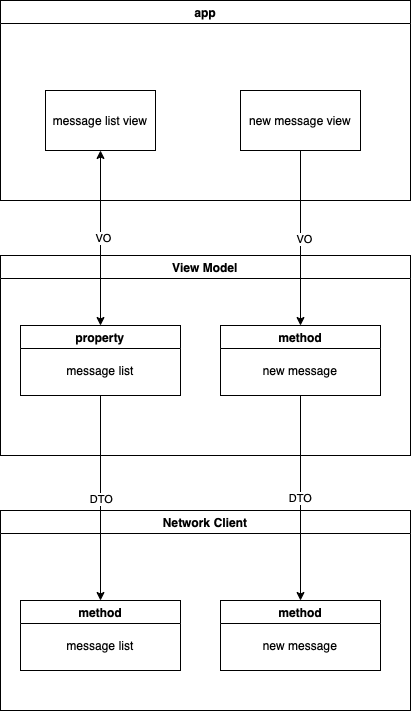 app
message list view
new message view
VO
VO
View Model
property
method
message list
new message
DTO
DTO
Network Client
method
method
message list
new message